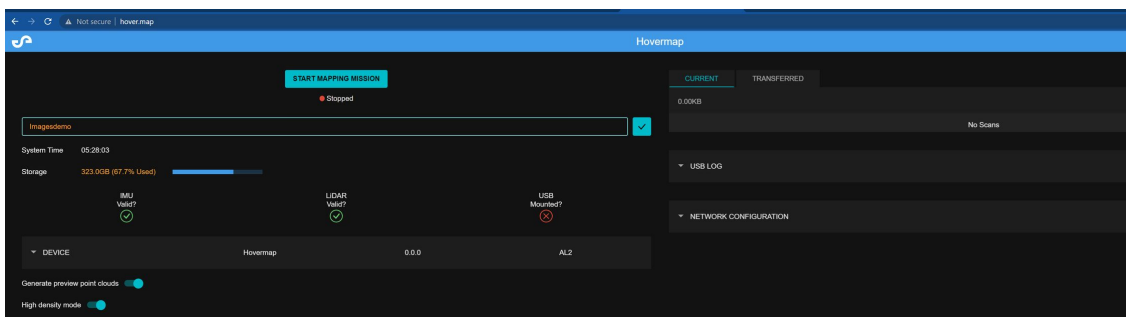 Not secure | hover.map
Hovermap
START MAPPING MISSION
Stopped
Imagesdemo
System Time 05:28:03
Storage 323.0GB (67.7% Used)
IMU Valid?
LiDAR Valid?
USB Mounted?
DEVICE Hovermap 0.0.0 AL2
Generate preview point clouds
High density mode
CURRENT TRANSFERRED
0.00KB
No Scans
USB LOG
NETWORK CONFIGURATION